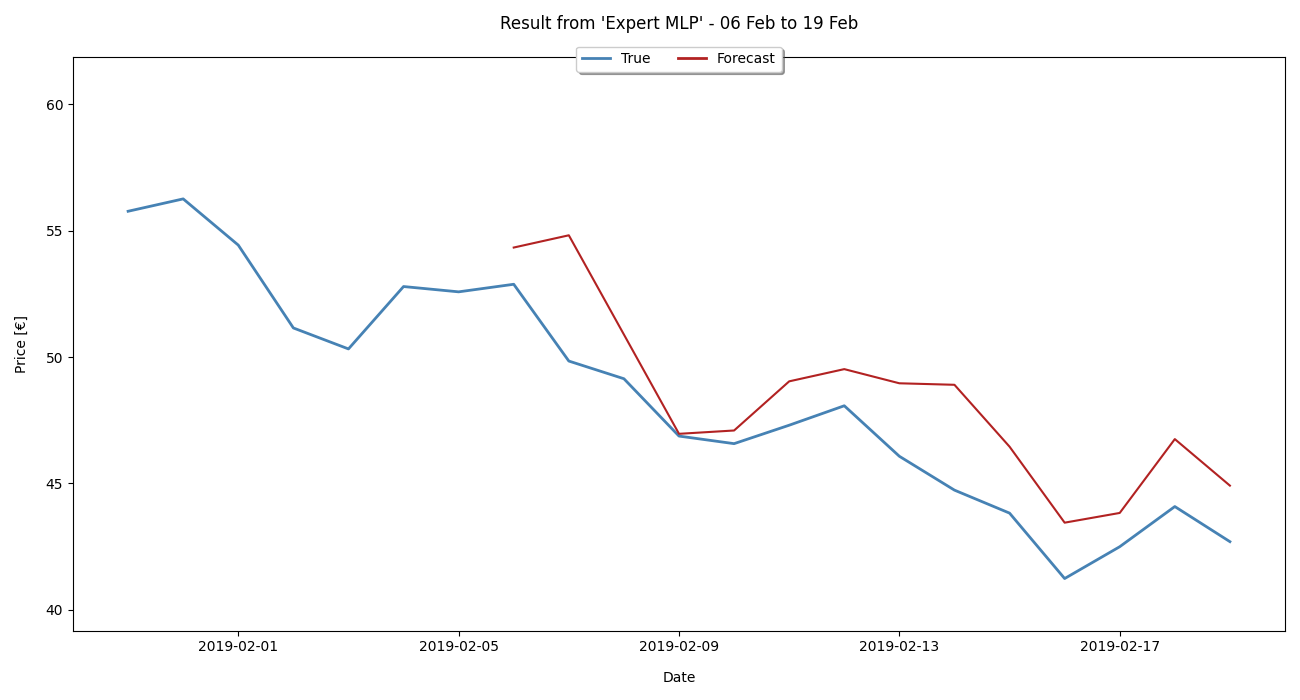 Result from 'Expert MLP' - 06 Feb to 19 Feb
True Forecast
60
55
50
45
40
Price [€]
2019-02-01 2019-02-05 2019-02-09 2019-02-13 2019-02-17
Date